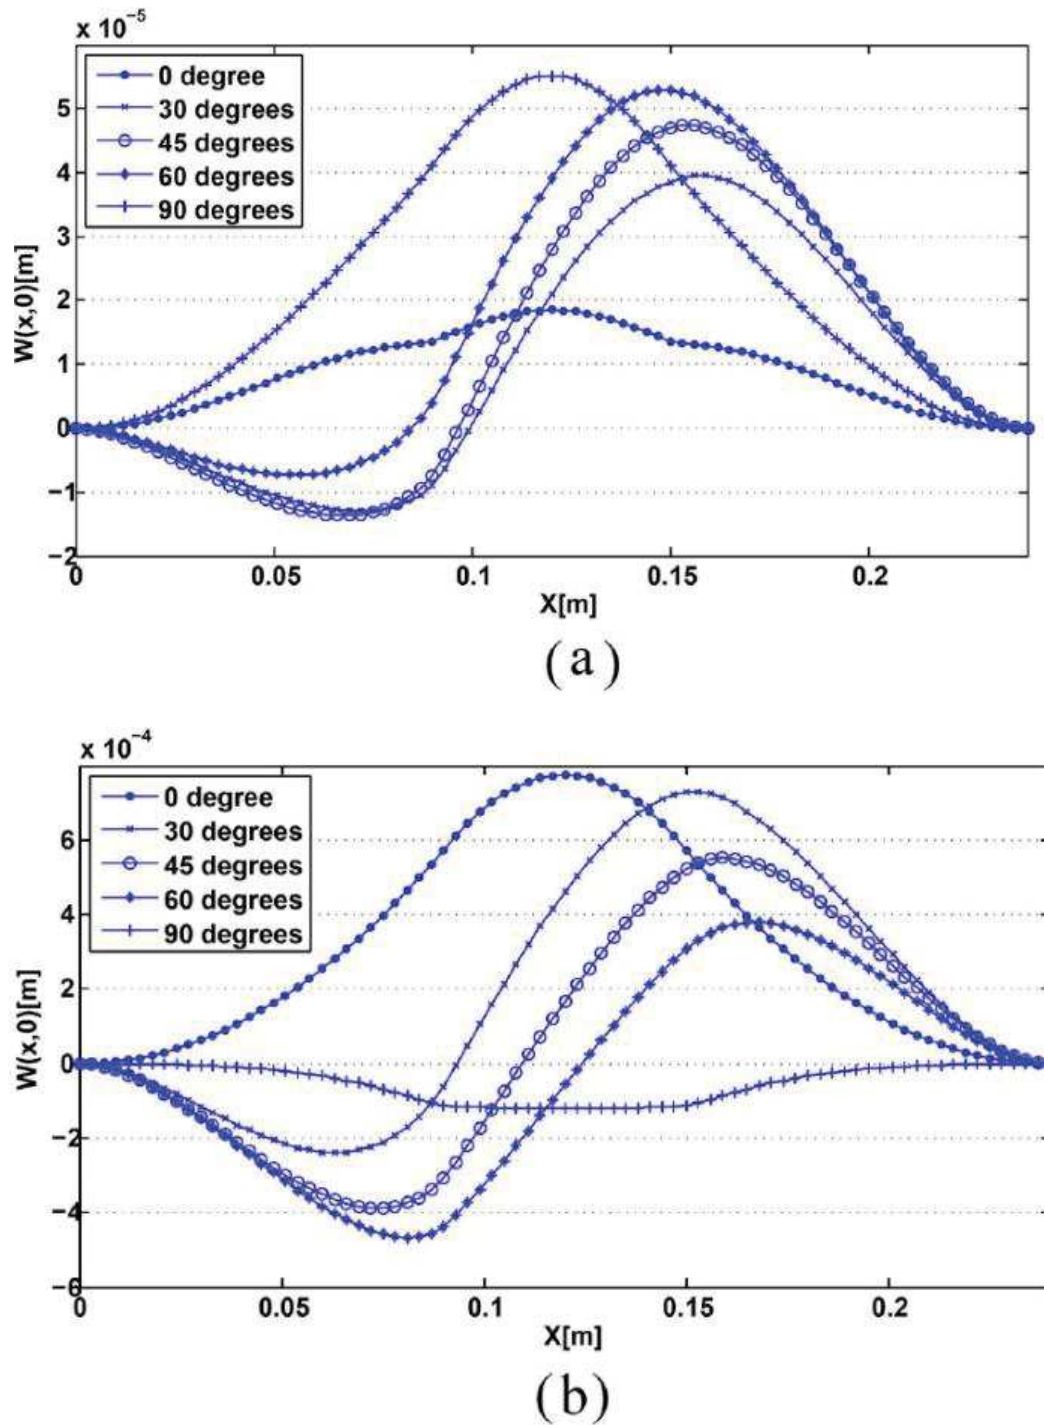 x 10⁻⁵
0 degree
30 degrees
45 degrees
60 degrees
90 degrees
5
4
3
2
1
0
−1
−2
W(x,0)[m]
0 0.05 0.1 0.15 0.2
X[m]
(a)
x 10⁻⁴
0 degree
30 degrees
45 degrees
60 degrees
90 degrees
6
4
2
0
−2
−4
−6
W(x,0)[m]
0 0.05 0.1 0.15 0.2
X[m]
(b)